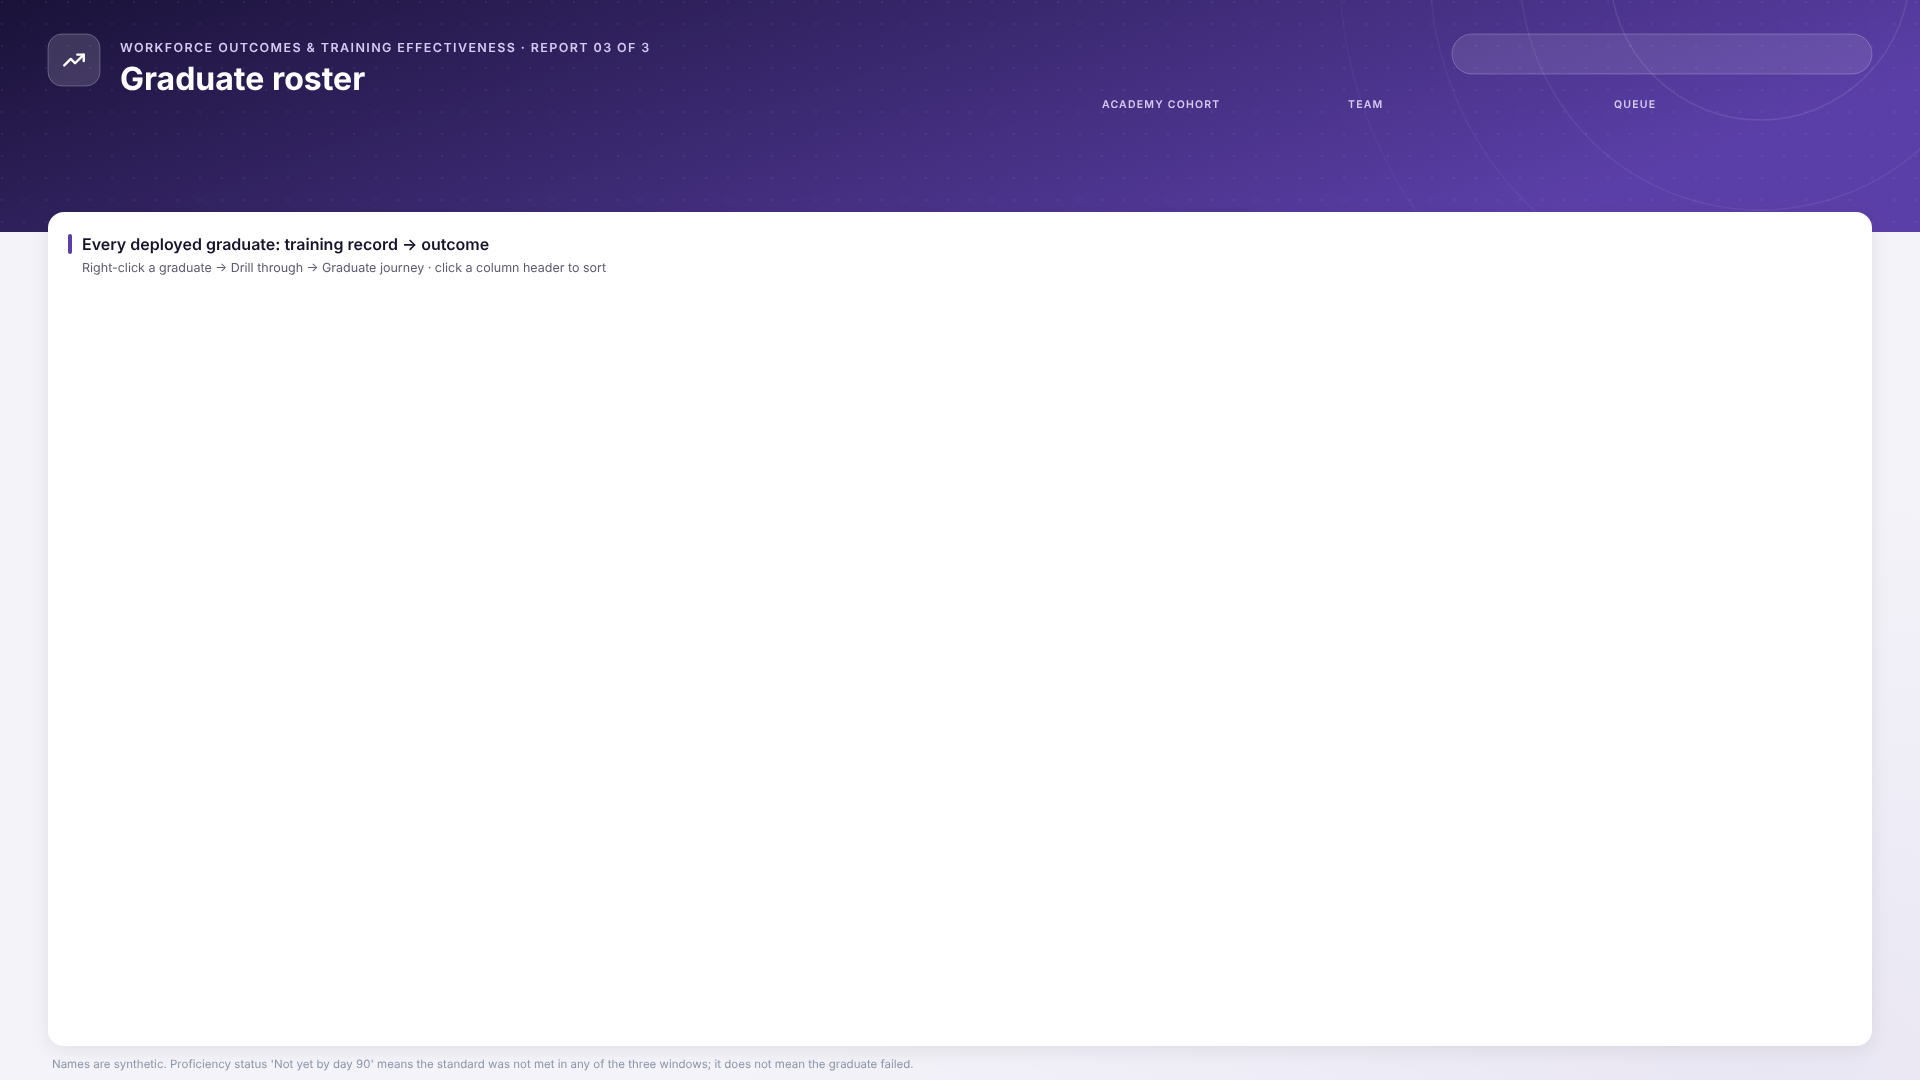 WORKFORCE OUTCOMES & TRAINING EFFECTIVENESS · REPORT 03 OF 3
Graduate roster
ACADEMY COHORT
TEAM
QUEUE
Every deployed graduate: training record → outcome
Right-click a graduate → Drill through → Graduate journey · click a column header to sort
Names are synthetic. Proficiency status 'Not yet by day 90' means the standard was not met in any of the three windows; it does not mean the graduate failed.